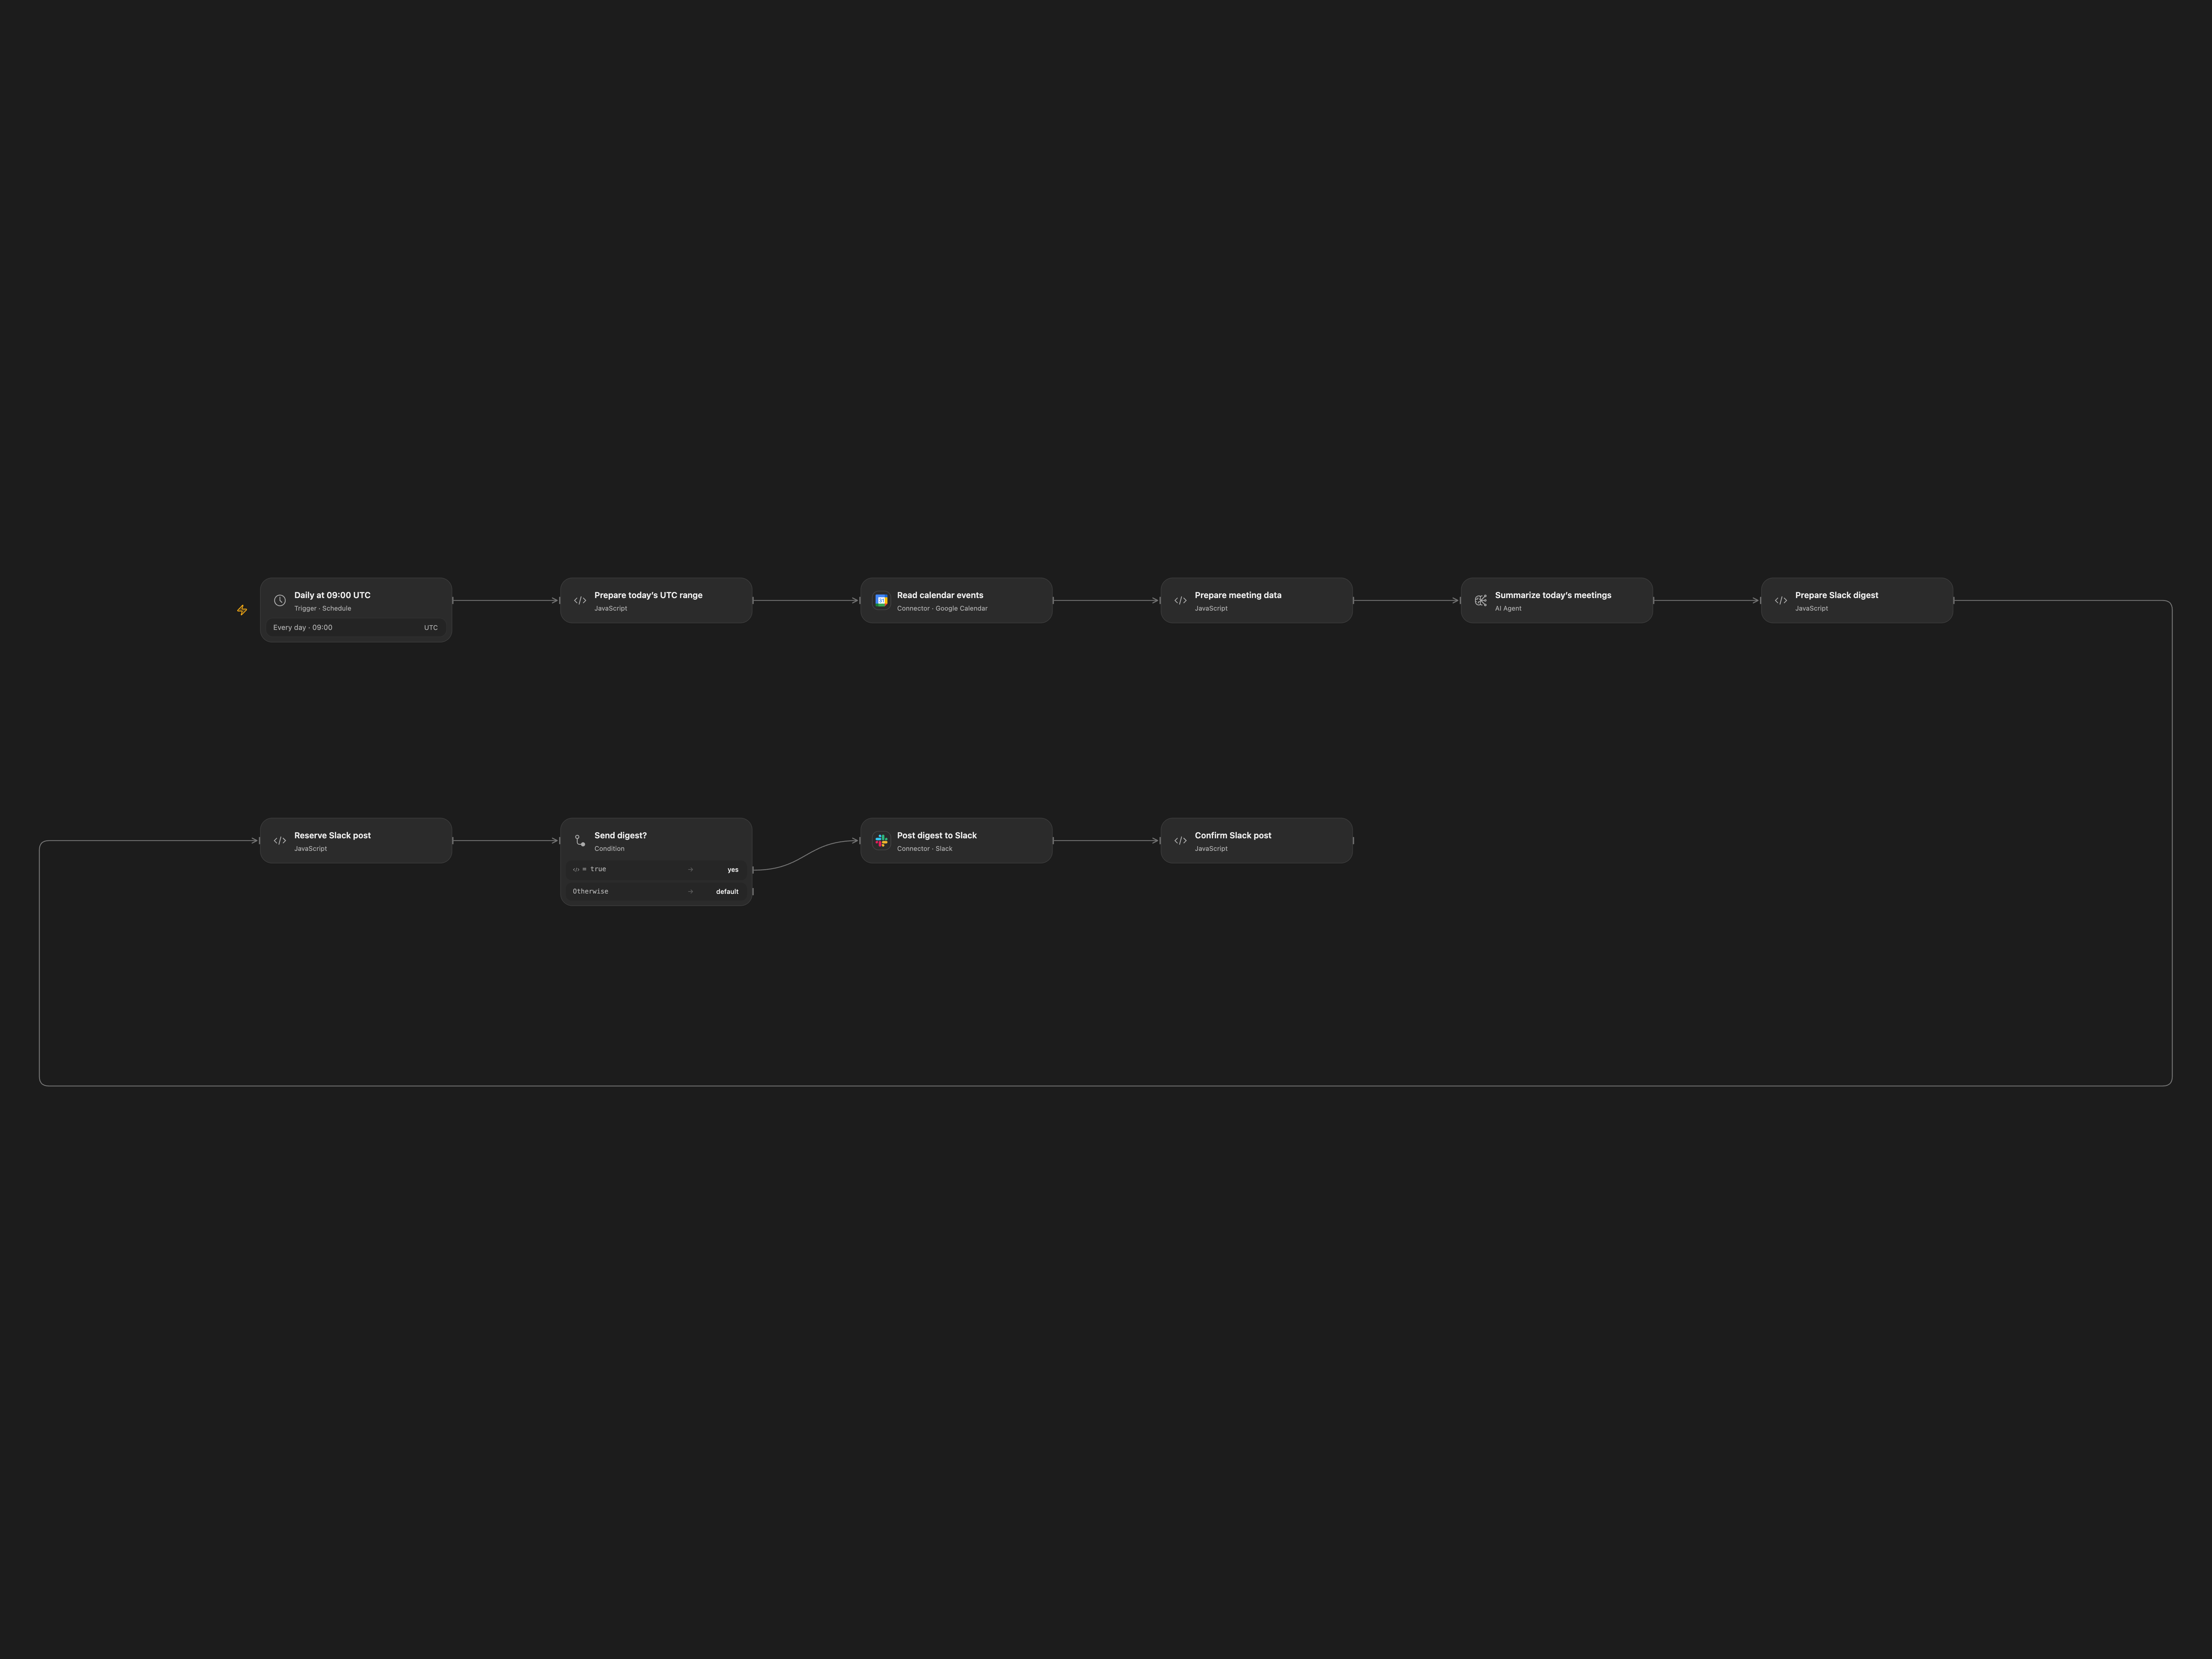 Daily at 09:00 UTC
Trigger · Schedule
Every day · 09:00 UTC
Prepare today's UTC range
JavaScript
Read calendar events
Connector · Google Calendar
Prepare meeting data
JavaScript
Summarize today's meetings
AI Agent
Prepare Slack digest
JavaScript
Reserve Slack post
JavaScript
Send digest?
Condition
</> = true → yes
Otherwise → default
Post digest to Slack
Connector · Slack
Confirm Slack post
JavaScript